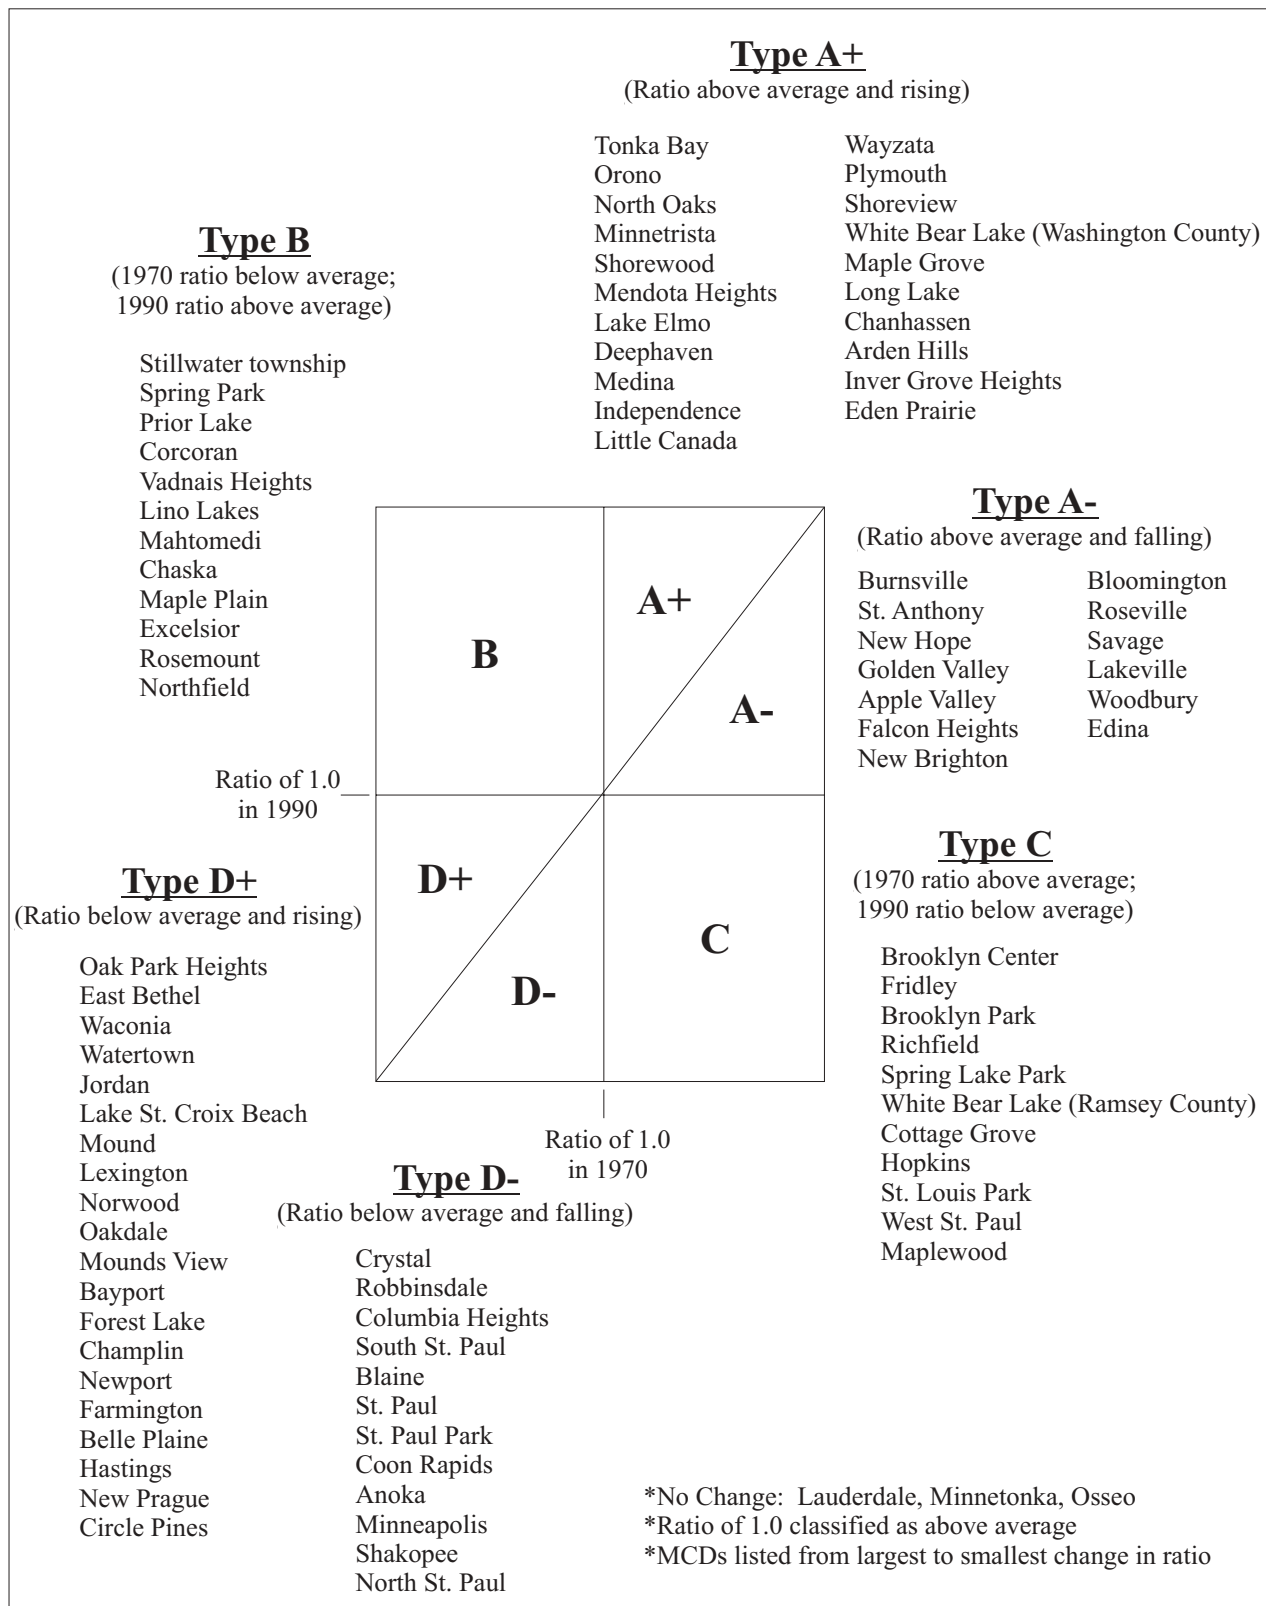 Type A+
(Ratio above average and rising)
Tonka Bay
Orono
North Oaks
Minnetrista
Shorewood
Mendota Heights
Lake Elmo
Deephaven
Medina
Independence
Little Canada
Wayzata
Plymouth
Shoreview
White Bear Lake (Washington County)
Maple Grove
Long Lake
Chanhassen
Arden Hills
Inver Grove Heights
Eden Prairie
Type B
(1970 ratio below average;
1990 ratio above average)
Stillwater township
Spring Park
Prior Lake
Corcoran
Vadnais Heights
Lino Lakes
Mahtomedi
Chaska
Maple Plain
Excelsior
Rosemount
Northfield
Type A-
(Ratio above average and falling)
Burnsville
St. Anthony
New Hope
Golden Valley
Apple Valley
Falcon Heights
New Brighton
Bloomington
Roseville
Savage
Lakeville
Woodbury
Edina
A+
B
A-
Ratio of 1.0
in 1990
D+
C
D-
Ratio of 1.0
in 1970
Type C
(1970 ratio above average;
1990 ratio below average)
Brooklyn Center
Fridley
Brooklyn Park
Richfield
Spring Lake Park
White Bear Lake (Ramsey County)
Cottage Grove
Hopkins
St. Louis Park
West St. Paul
Maplewood
Type D+
(Ratio below average and rising)
Oak Park Heights
East Bethel
Waconia
Watertown
Jordan
Lake St. Croix Beach
Mound
Lexington
Norwood
Oakdale
Mounds View
Bayport
Forest Lake
Champlin
Newport
Farmington
Belle Plaine
Hastings
New Prague
Circle Pines
Type D-
(Ratio below average and falling)
Crystal
Robbinsdale
Columbia Heights
South St. Paul
Blaine
St. Paul
St. Paul Park
Coon Rapids
Anoka
Minneapolis
Shakopee
North St. Paul
*No Change: Lauderdale, Minnetonka, Osseo
*Ratio of 1.0 classified as above average
*MCDs listed from largest to smallest change in ratio